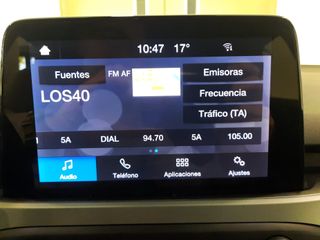 10:47 17°
Fuentes FM AF Emisoras
LOS40 Frecuencia
Tráfico (TA)
5A DIAL 94.70 5A 105.00
Audio Teléfono Aplicaciones Ajustes